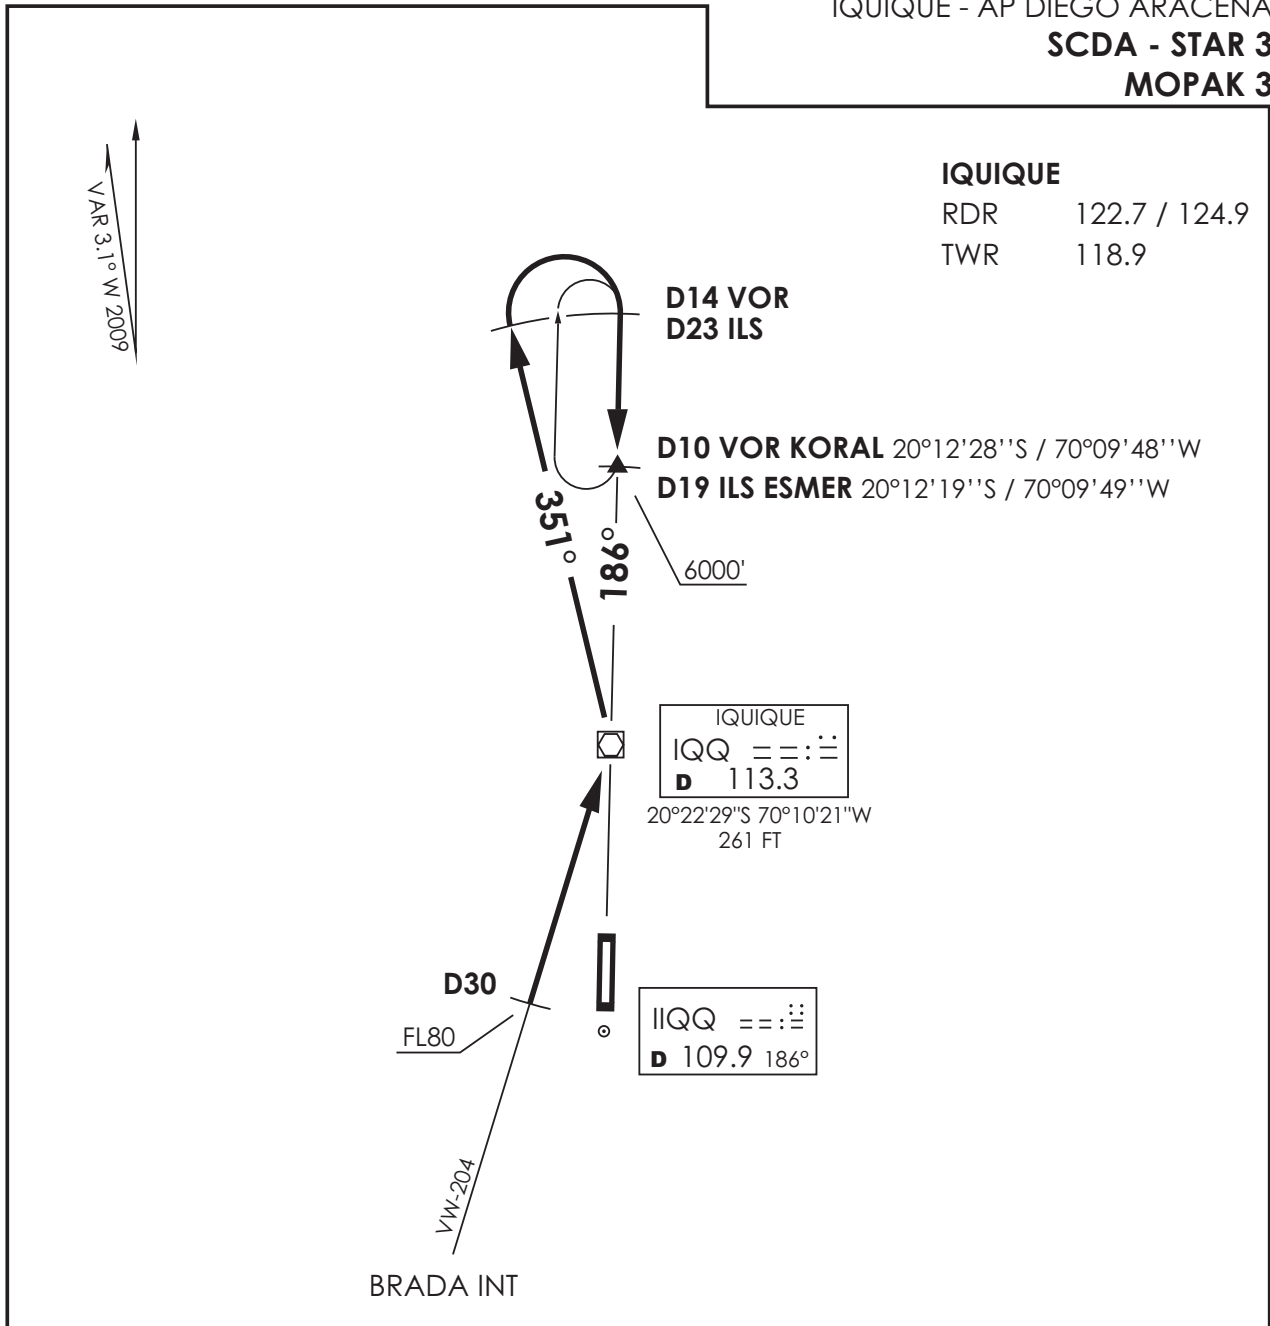 IQUIQUE - AP DIEGO ARACENA
SCDA - STAR 3
MOPAK 3
VAR 3.1° W 2009
IQUIQUE
RDR 122.7 / 124.9
TWR 118.9
D14 VOR
D23 ILS
D10 VOR KORAL 20°12'28''S / 70°09'48''W
D19 ILS ESMER 20°12'19''S / 70°09'49''W
351°
186°
6000'
IQUIQUE
IQQ
D 113.3
20°22'29"S 70°10'21"W
261 FT
D30
FL80
IIQQ
D 109.9 186°
VW-204
BRADA INT